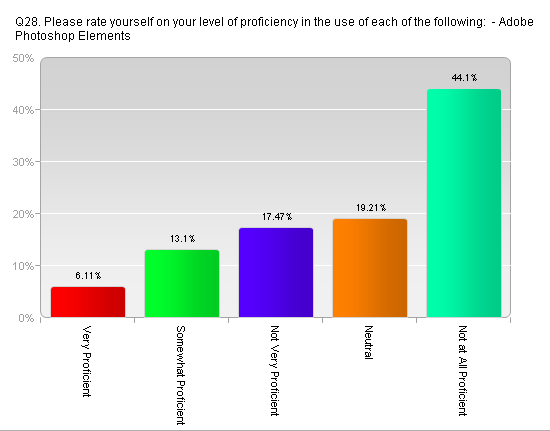 Q28. Please rate yourself on your level of proficiency in the use of each of the following:  - Adobe
Photoshop Elements
50%
40%
30%
20%
10%
0%
6.11%
13.1%
17.47%
19.21%
44.1%
Very Proficient
Somewhat Proficient
Not Very Proficient
Neutral
Not at All Proficient